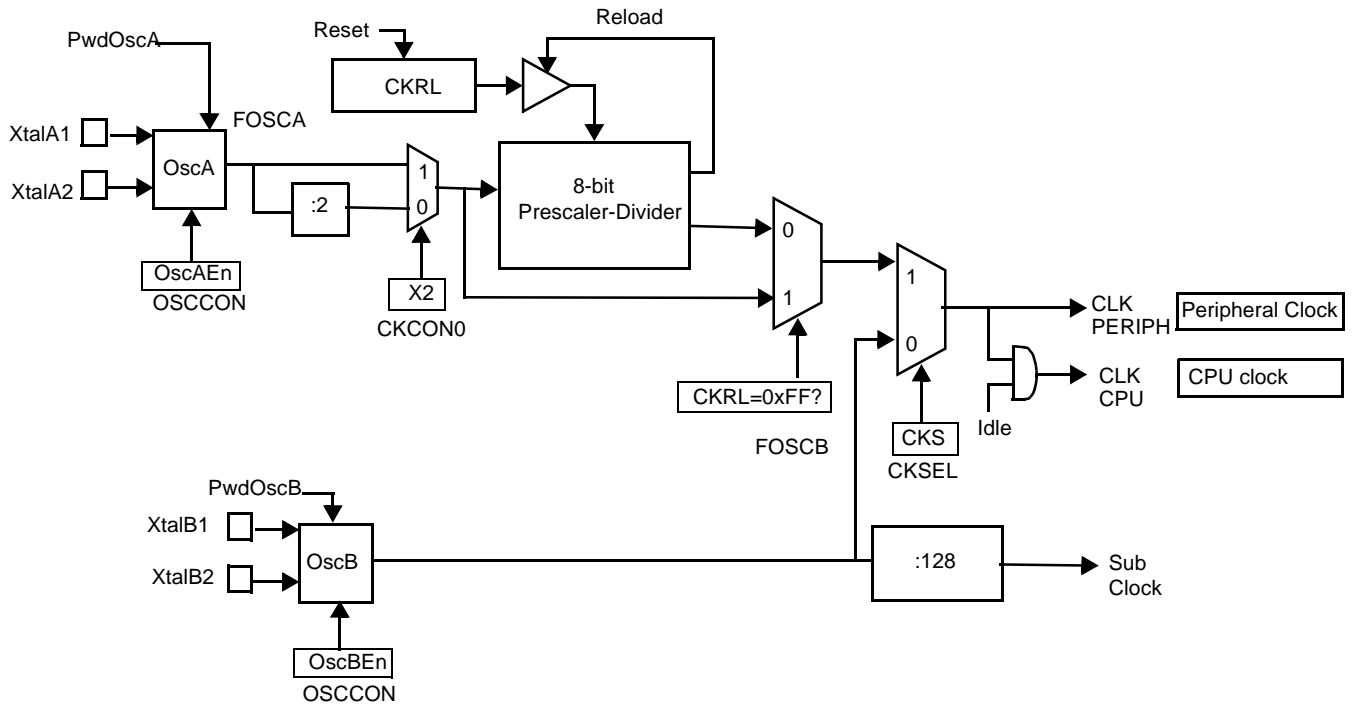 Reload
Reset
PwdOscA
CKRL
FOSCA
XtalA1
OscA
1
8-bit
Prescaler-Divider
XtalA2
:2
0
0
1
OscAEn
OSCCON
X2
CKCON0
1
CLK
PERIPH
Peripheral Clock
0
CLK
CPU
CPU clock
CKRL=0xFF?
Idle
FOSCB
CKS
CKSEL
PwdOscB
XtalB1
OscB
:128
Sub
Clock
XtalB2
OscBEn
OSCCON